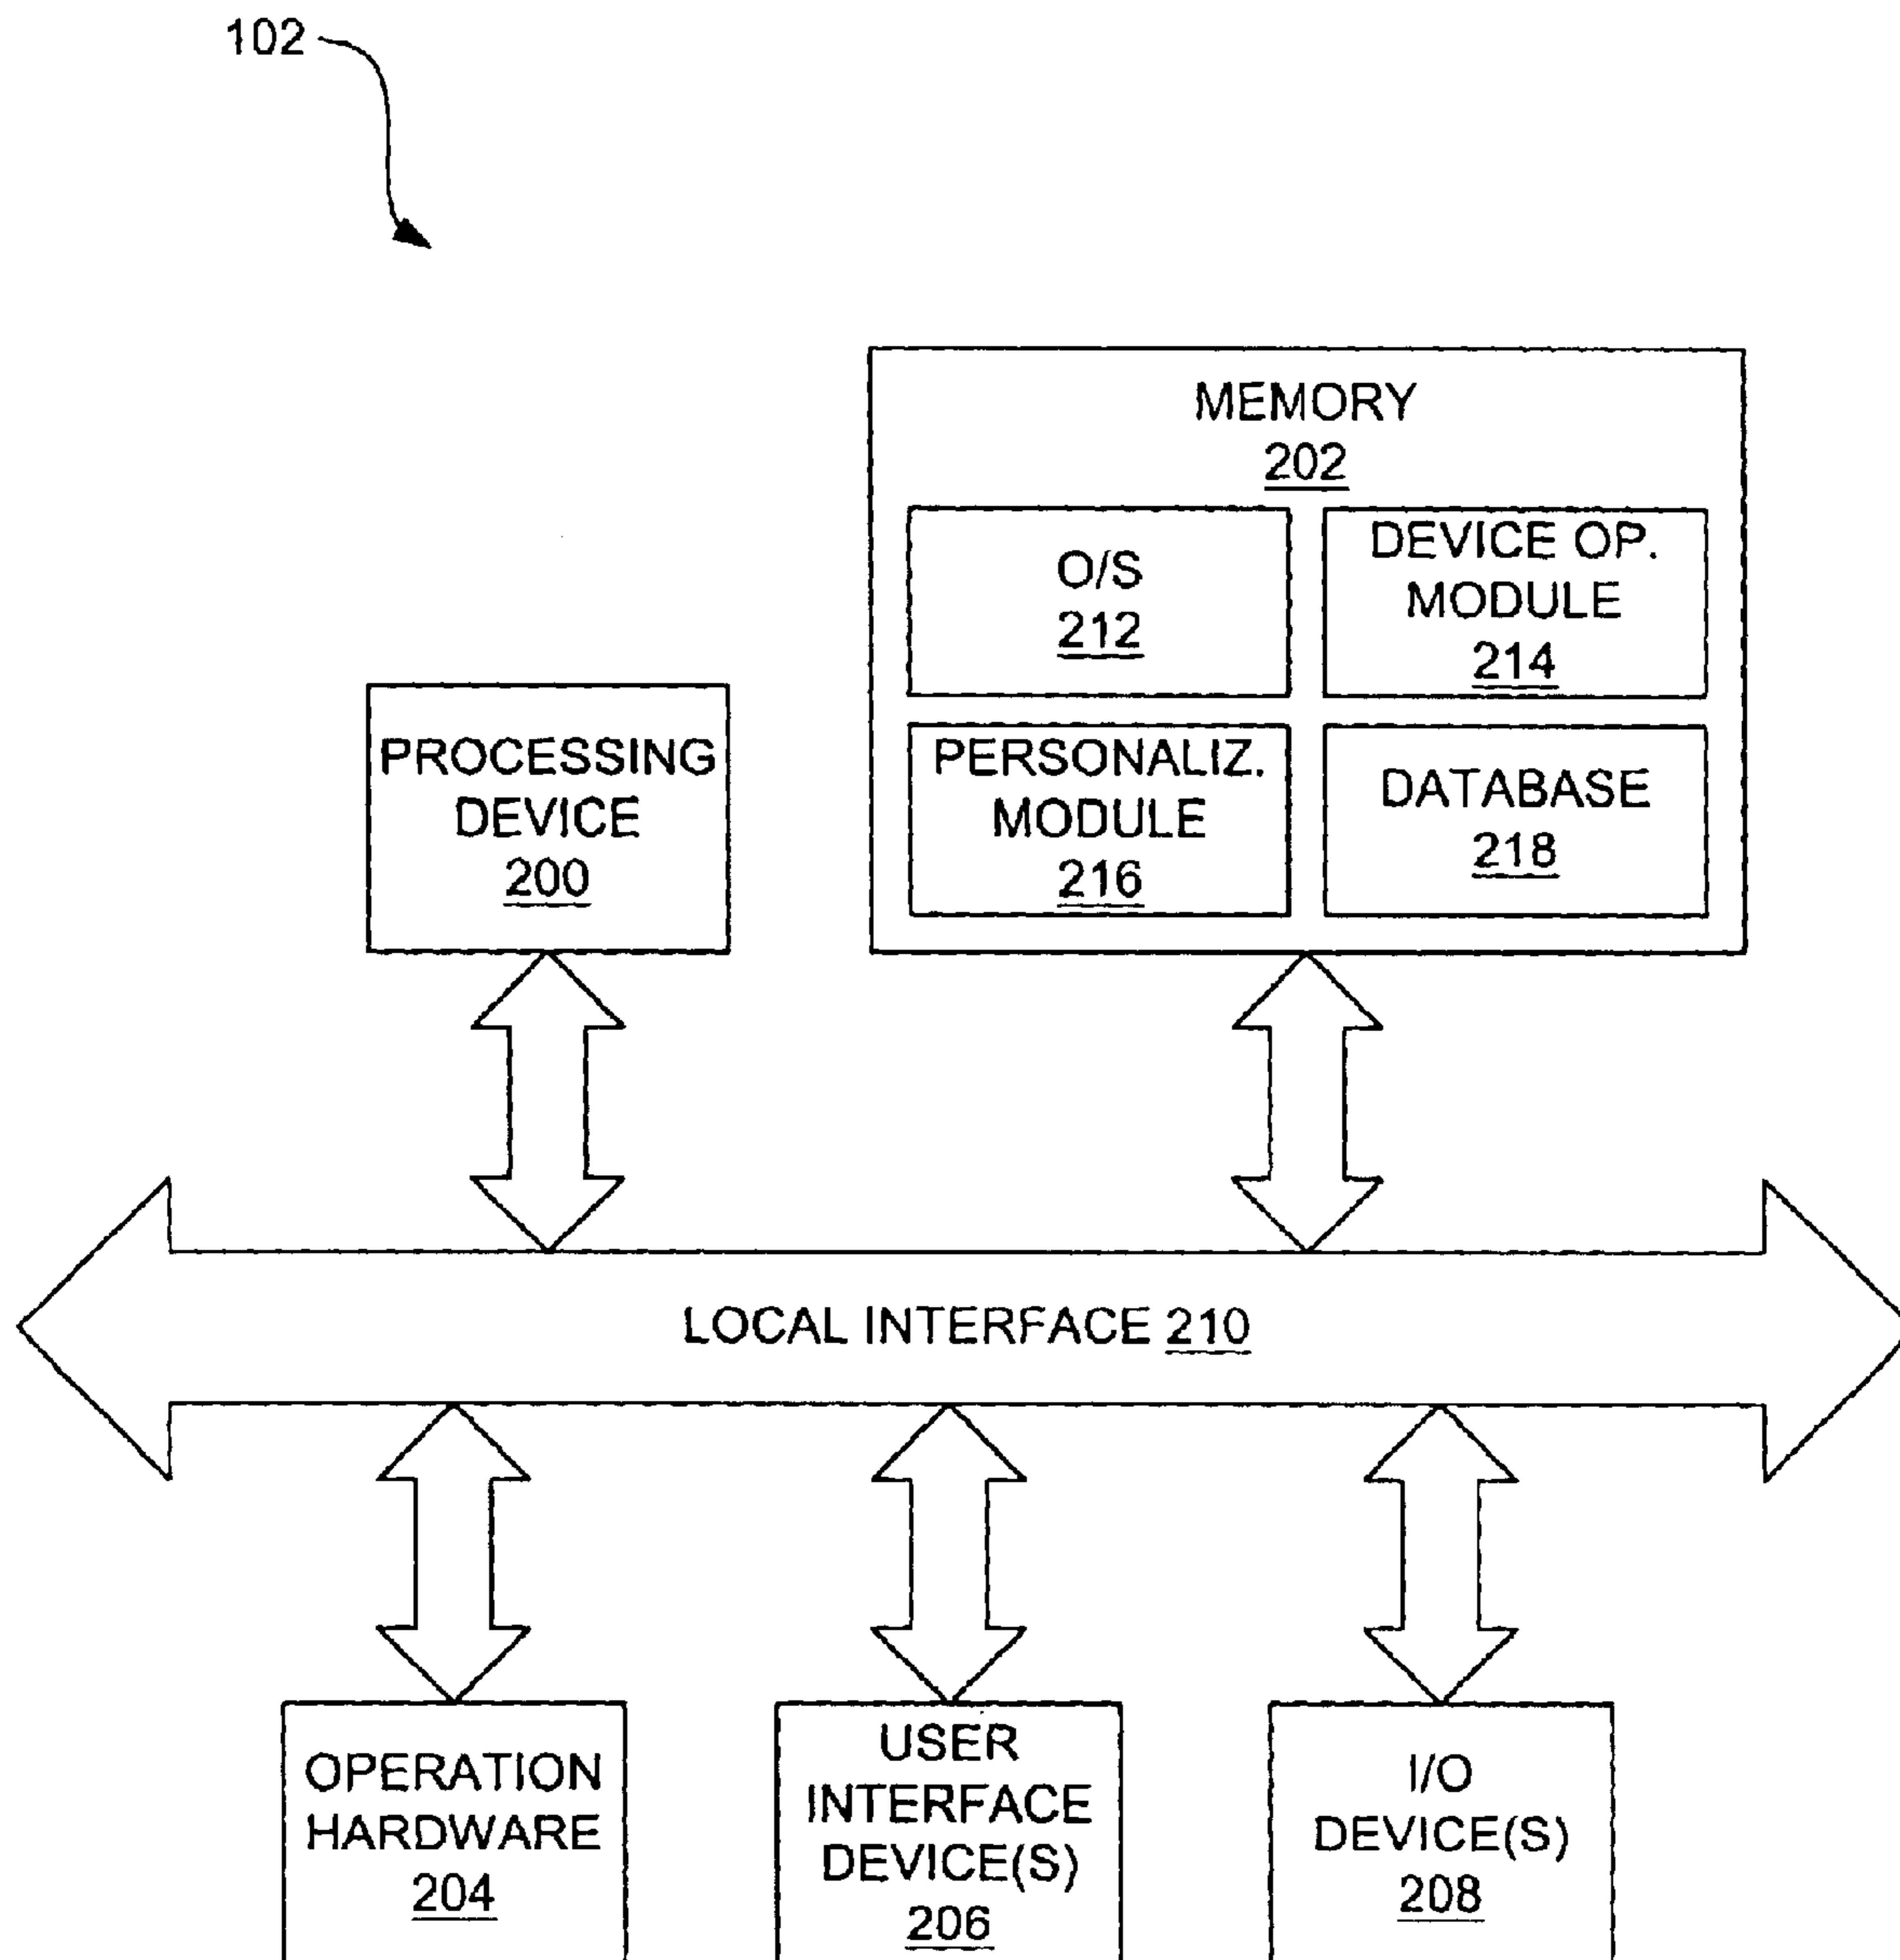 102
MEMORY
202
O/S
212
DEVICE OP.
MODULE
214
PROCESSING
DEVICE
200
PERSONALIZ.
MODULE
216
DATABASE
218
LOCAL INTERFACE 210
OPERATION
HARDWARE
204
USER
INTERFACE
DEVICE(S)
206
I/O
DEVICE(S)
208